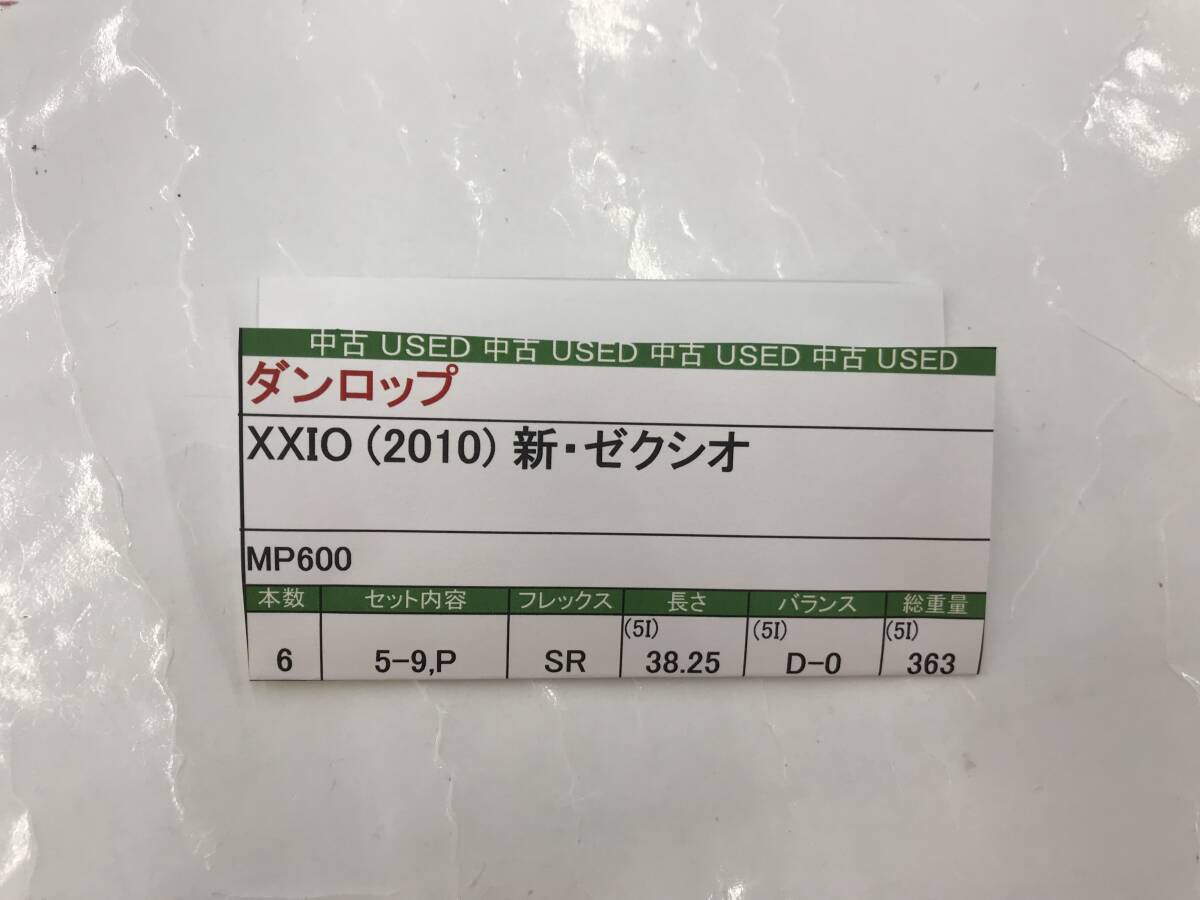 中古 USED 中古 USED 中古 USED 中古 USED
ダンロップ
XXIO (2010) 新・ゼクシオ
MP600
本数 セット内容 フレックス 長さ バランス 総重量
(5I) (5I) (5I)
6 5-9,P SR 38.25 D-0 363